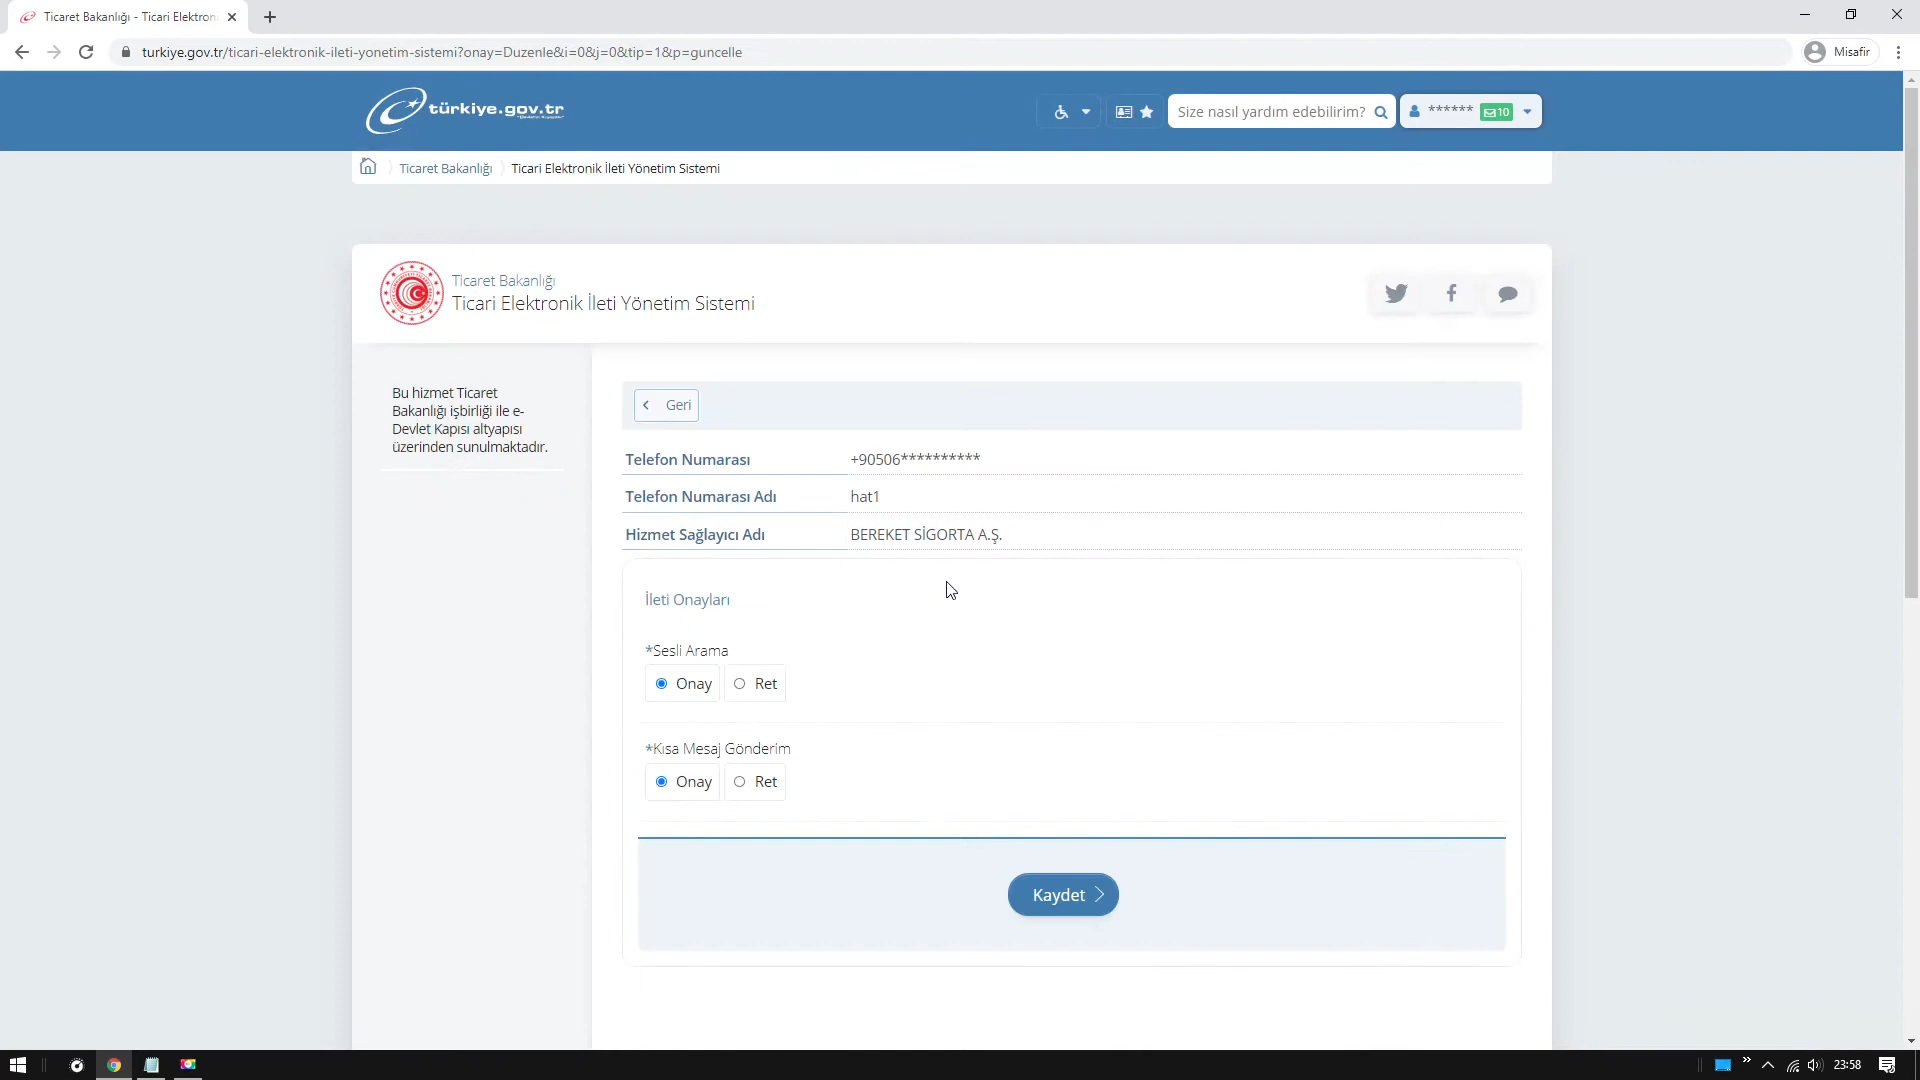 Ticaret Bakanlığı - Ticari Elektron
turkiye.gov.tr/ticari-elektronik-ileti-yonetim-sistemi?onay=Duzenle&i=0&j=0&tip=1&p=guncelle
Misafir
türkiye.gov.tr
Size nasıl yardım edebilirim?
****** 10
Ticaret Bakanlığı
Ticari Elektronik İleti Yönetim Sistemi
Ticaret Bakanlığı
Ticari Elektronik İleti Yönetim Sistemi
Bu hizmet Ticaret
Bakanlığı işbirliği ile e-
Devlet Kapısı altyapısı
üzerinden sunulmaktadır.
Geri
Telefon Numarası +90506**********
Telefon Numarası Adı hat1
Hizmet Sağlayıcı Adı BEREKET SİGORTA A.Ş.
İleti Onayları
*Sesli Arama
Onay Ret
*Kısa Mesaj Gönderim
Onay Ret
Kaydet
23:58